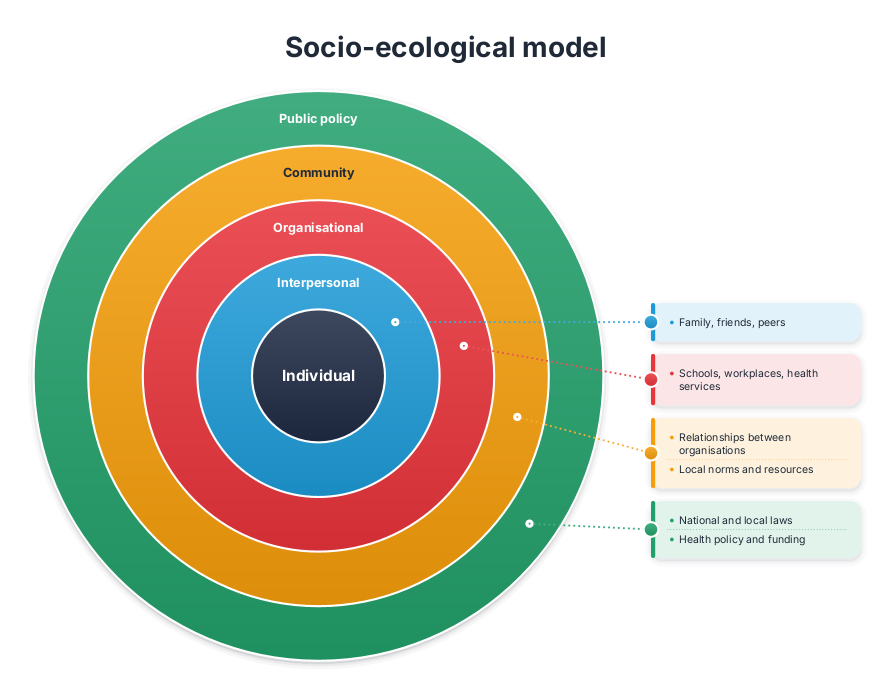 Socio-ecological model
Public policy
Community
Organisational
Interpersonal
Individual
• Family, friends, peers
• Schools, workplaces, health
services
• Relationships between
organisations
• Local norms and resources
• National and local laws
• Health policy and funding